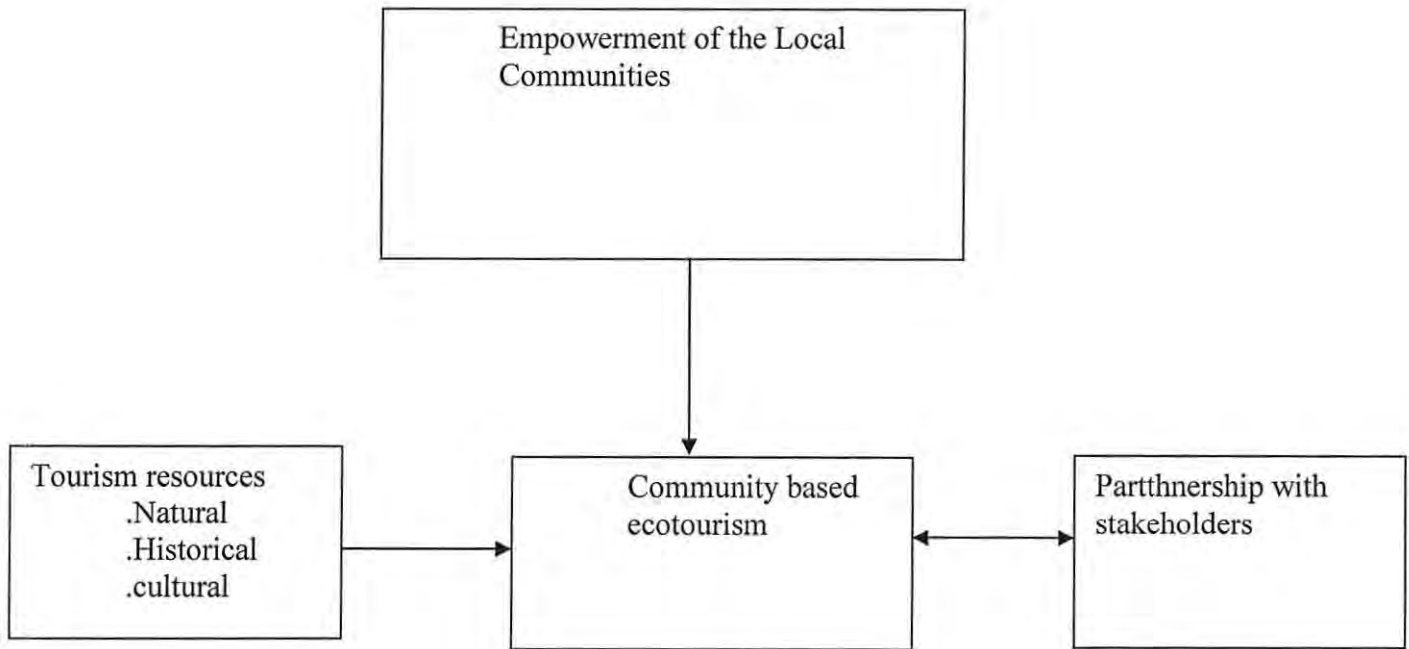 Empowerment of the Local
Communities
Tourism resources
.Natural
.Historical
.cultural
Community based
ecotourism
Partthnership with
stakeholders